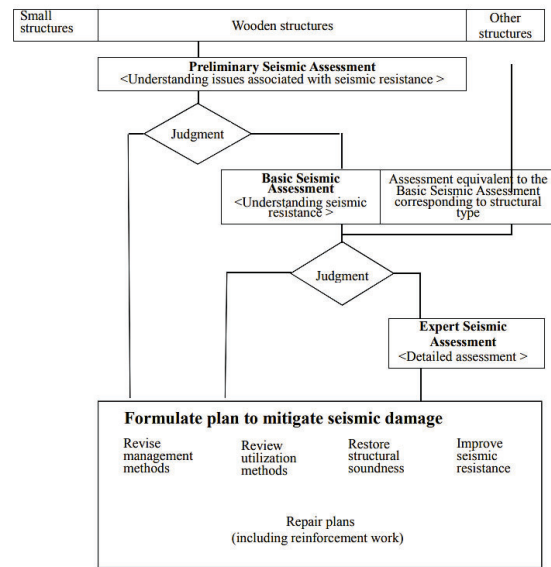 Small
structures
Wooden structures
Other
structures
Preliminary Seismic Assessment
<Understanding issues associated with seismic resistance >
Judgment
Basic Seismic
Assessment
<Understanding seismic
resistance >
Assessment equivalent to the
Basic Seismic Assessment
corresponding to structural
type
Judgment
Expert Seismic
Assessment
<Detailed assessment >
Formulate plan to mitigate seismic damage
Revise
management
methods
Review
utilization
methods
Restore
structural
soundness
Improve
seismic
resistance
Repair plans
(including reinforcement work)